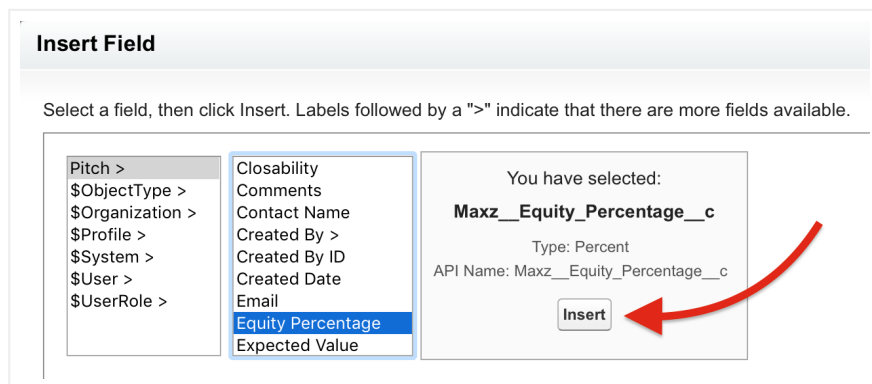 Insert Field
Select a field, then click Insert. Labels followed by a ">" indicate that there are more fields available.
Pitch >
$ObjectType >
$Organization >
$Profile >
$System >
$User >
$UserRole >
Closability
Comments
Contact Name
Created By >
Created By ID
Created Date
Email
Equity Percentage
Expected Value
You have selected:
Maxz__Equity_Percentage__c
Type: Percent
API Name: Maxz__Equity_Percentage__c
Insert